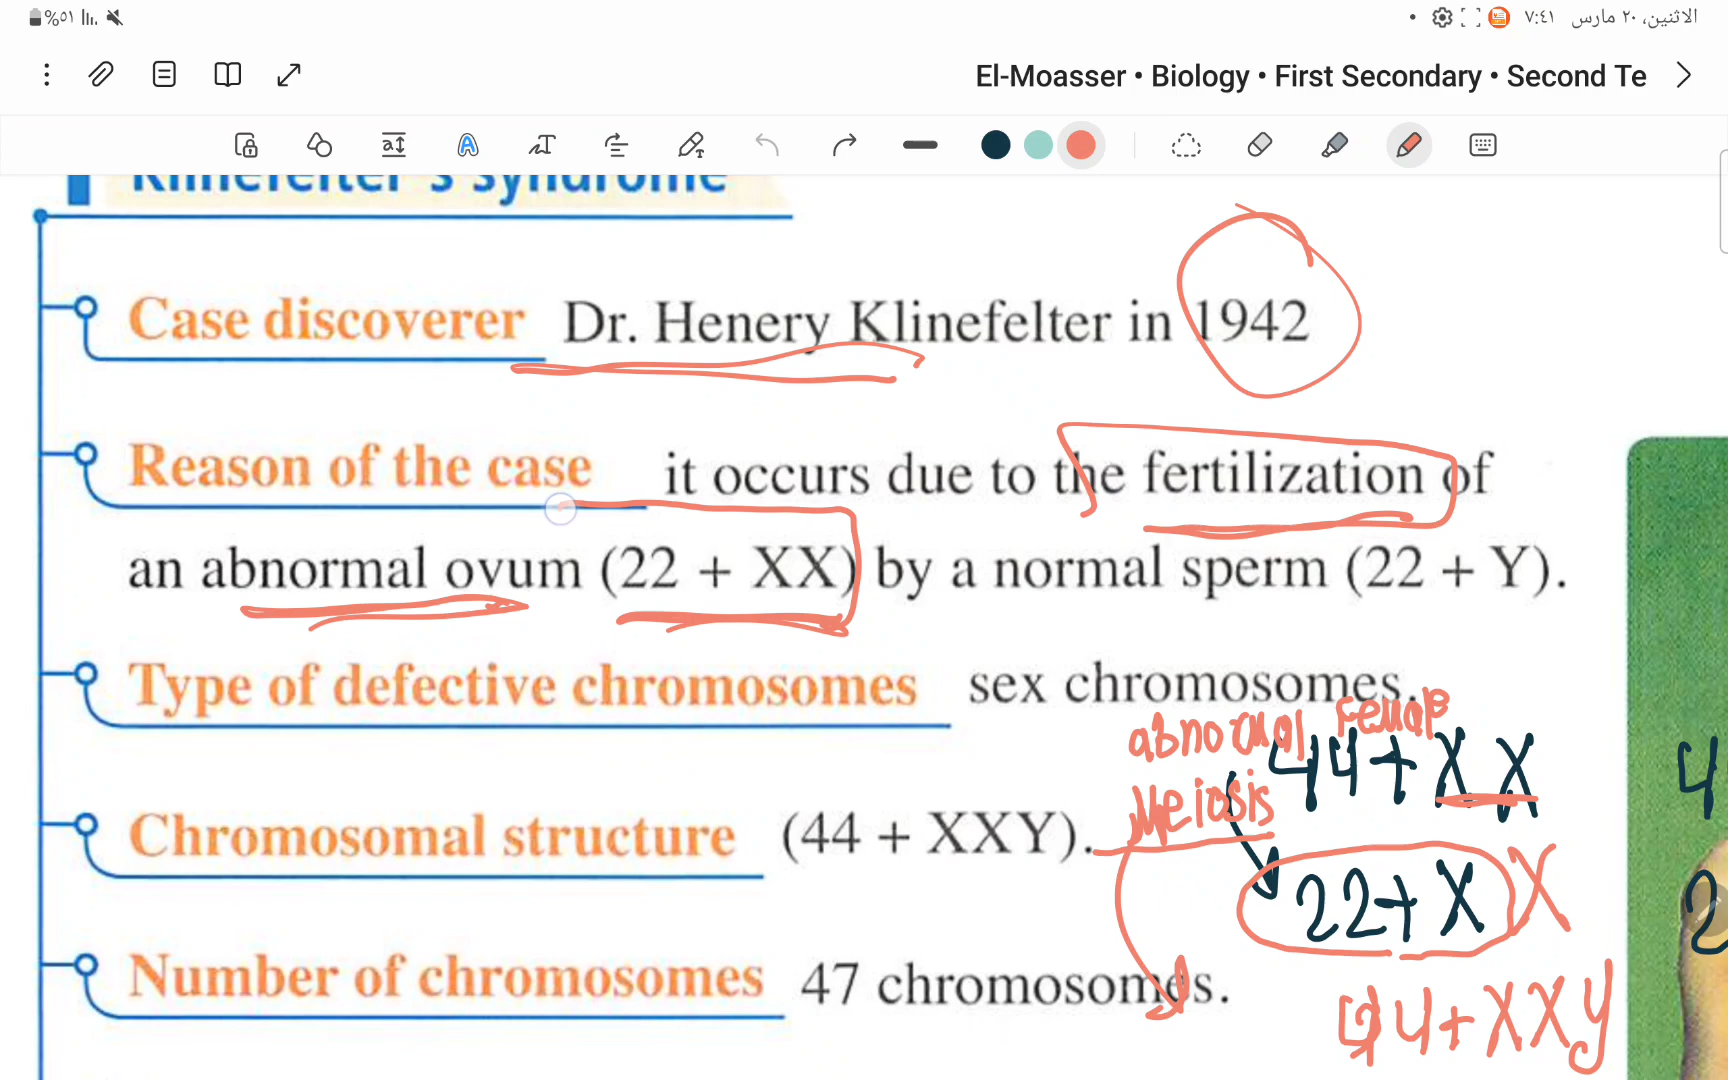 %٥١
الاثنين، ٢٠ مارس ٧:٤١
El-Moasser • Biology • First Secondary • Second Te
Klinefelter's syndrome
Case discoverer Dr. Henery Klinefelter in 1942
Reason of the case it occurs due to the fertilization of
an abnormal ovum (22 + XX) by a normal sperm (22 + Y).
Type of defective chromosomes sex chromosomes.
abnormal Female
44+XX
Meiosis
Chromosomal structure (44 + XXY).
22+X X
Number of chromosomes 47 chromosomes.
44+XXY